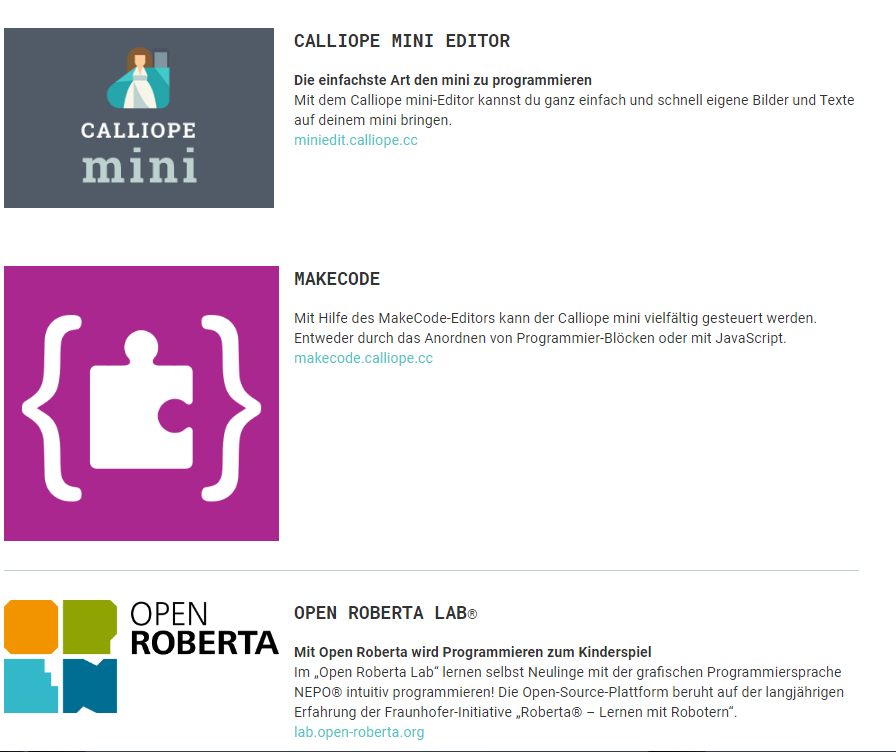 CALLIOPE
mini
CALLIOPE MINI EDITOR
Die einfachste Art den mini zu programmieren
Mit dem Calliope mini-Editor kannst du ganz einfach und schnell eigene Bilder und Texte
auf deinem mini bringen.
miniedit.calliope.cc
MAKECODE
Mit Hilfe des MakeCode-Editors kann der Calliope mini vielfältig gesteuert werden.
Entweder durch das Anordnen von Programmier-Blöcken oder mit JavaScript.
makecode.calliope.cc
OPEN
ROBERTA
OPEN ROBERTA LAB®
Mit Open Roberta wird Programmieren zum Kinderspiel
Im „Open Roberta Lab“ lernen selbst Neulinge mit der grafischen Programmiersprache
NEPO® intuitiv programmieren! Die Open-Source-Plattform beruht auf der langjährigen
Erfahrung der Fraunhofer-Initiative „Roberta® – Lernen mit Robotern“.
lab.open-roberta.org